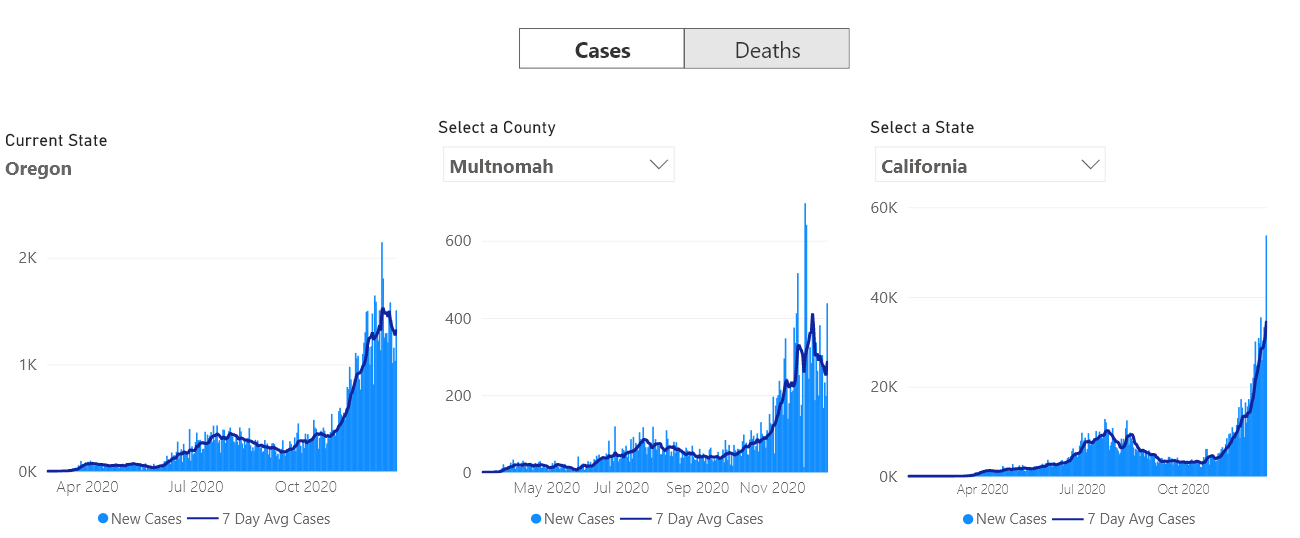 Cases
Deaths
Current State
Oregon
2K
1K
0K
Apr 2020
Jul 2020
Oct 2020
New Cases
7 Day Avg Cases
Select a County
Multnomah
600
400
200
0
May 2020
Jul 2020
Sep 2020
Nov 2020
New Cases
7 Day Avg Cases
Select a State
California
60K
40K
20K
0K
Apr 2020
Jul 2020
Oct 2020
New Cases
7 Day Avg Cases